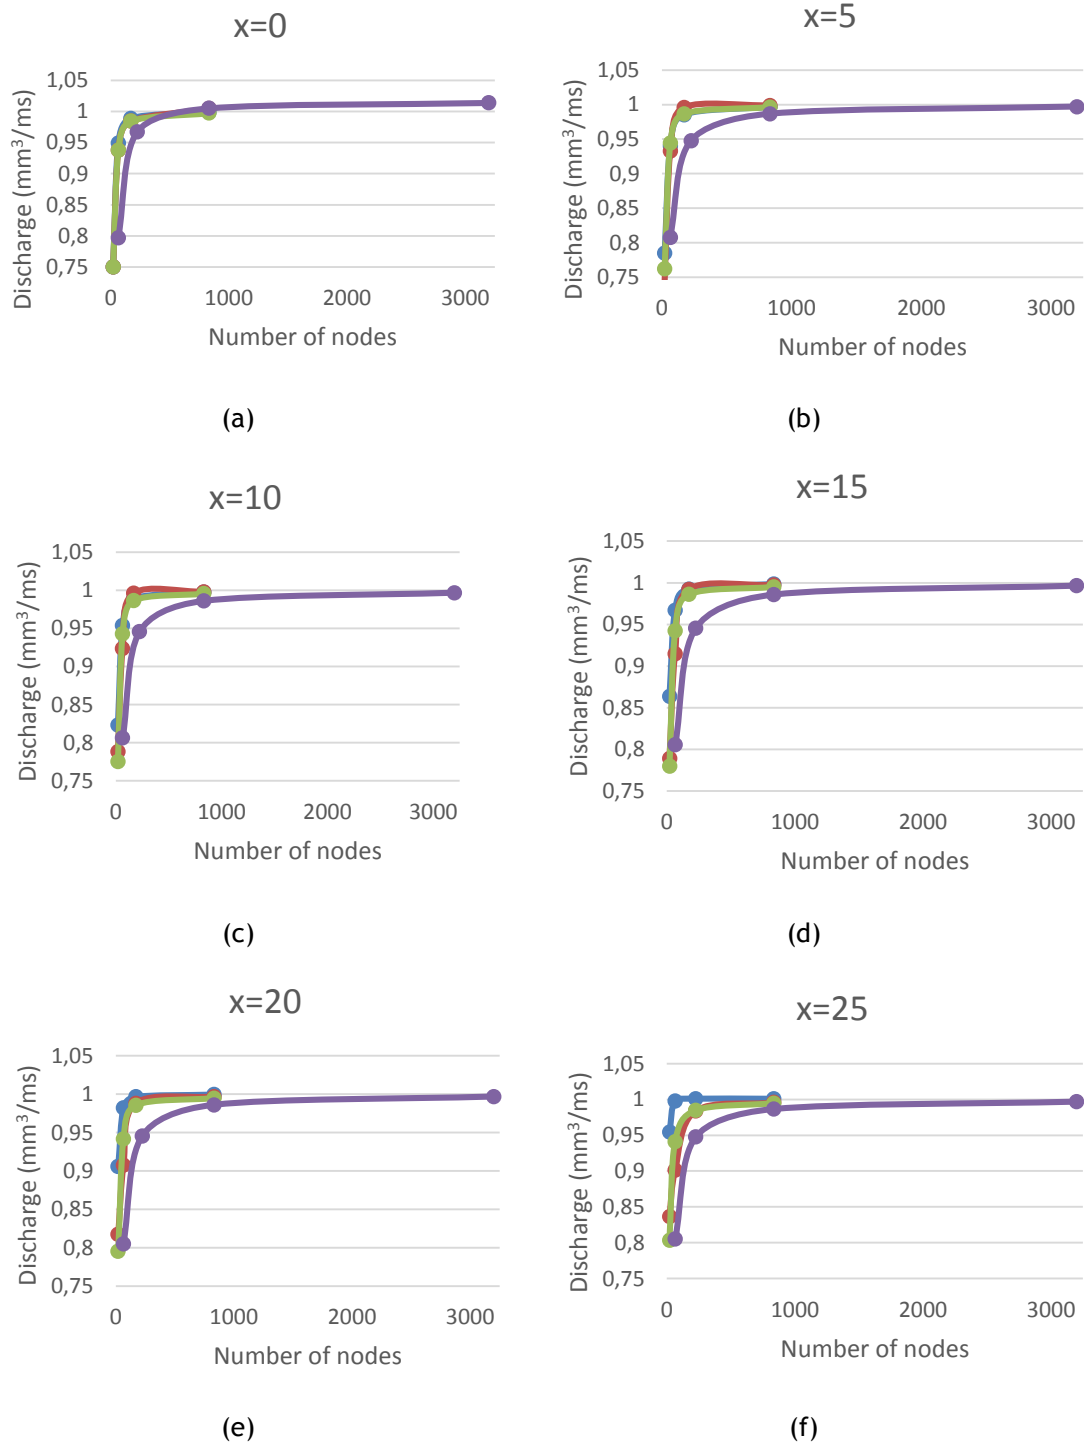 x=0
1,05
1
0,95
0,9
0,85
0,8
0,75
Discharge (mm³/ms)
0 1000 2000 3000
Number of nodes
(a)
x=5
1,05
1
0,95
0,9
0,85
0,8
0,75
Discharge (mm³/ms)
0 1000 2000 3000
Number of nodes
(b)
x=10
1,05
1
0,95
0,9
0,85
0,8
0,75
Discharge (mm³/ms)
0 1000 2000 3000
Number of nodes
(c)
x=15
1,05
1
0,95
0,9
0,85
0,8
0,75
Discharge (mm³/ms)
0 1000 2000 3000
Number of nodes
(d)
x=20
1,05
1
0,95
0,9
0,85
0,8
0,75
Discharge (mm³/ms)
0 1000 2000 3000
Number of nodes
(e)
x=25
1,05
1
0,95
0,9
0,85
0,8
0,75
Discharge (mm³/ms)
0 1000 2000 3000
Number of nodes
(f)